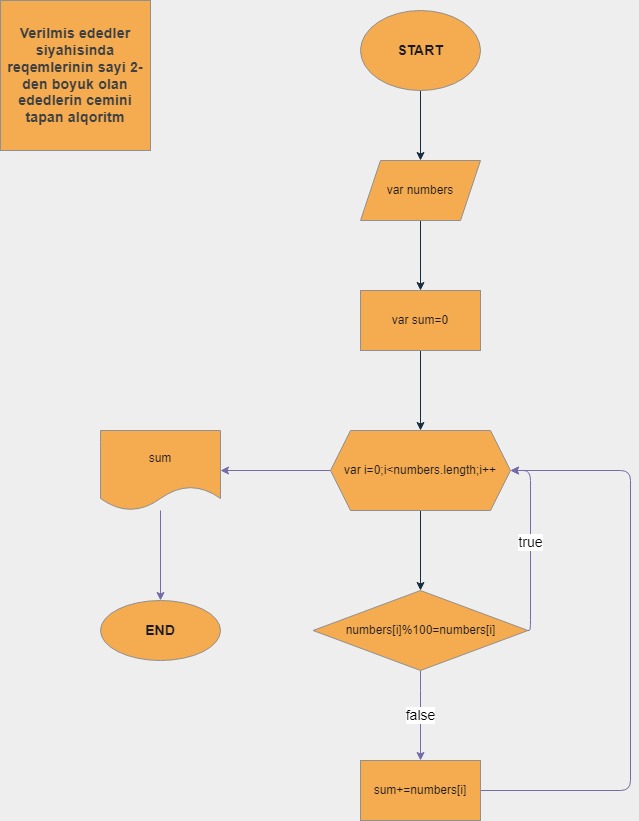 Verilmis ededler
siyahisinda
reqemlerinin sayi 2-
den boyuk olan
ededlerin cemini
tapan alqoritm
START
var numbers
var sum=0
sum
var i=0;i<numbers.length;i++
true
END
numbers[i]%100=numbers[i]
false
sum+=numbers[i]